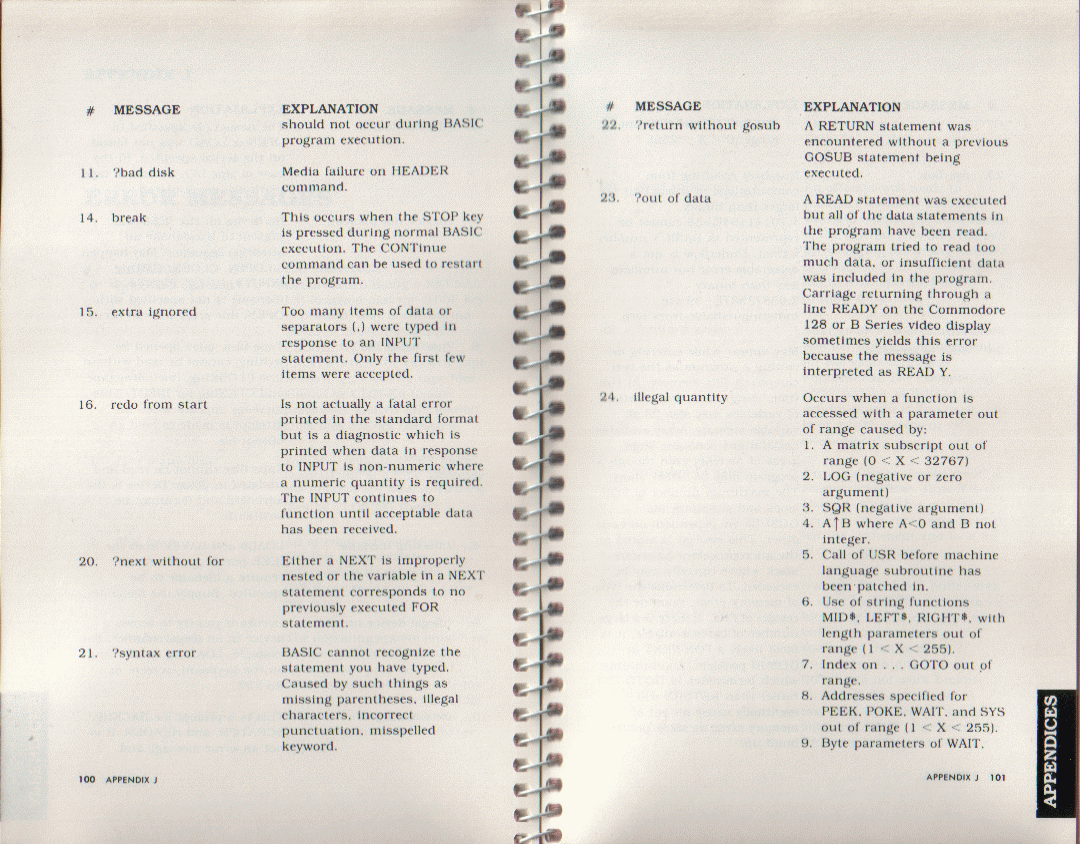 # MESSAGE EXPLANATION
should not occur during BASIC
program execution.
11. ?bad disk Media failure on HEADER
command.
14. break This occurs when the STOP key
is pressed during normal BASIC
execution. The CONTinue
command can be used to restart
the program.
15. extra ignored Too many items of data or
separators (,) were typed in
response to an INPUT
statement. Only the first few
items were accepted.
16. redo from start Is not actually a fatal error
printed in the standard format
but is a diagnostic which is
printed when data in response
to INPUT is non-numeric where
a numeric quantity is required.
The INPUT continues to
function until acceptable data
has been received.
20. ?next without for Either a NEXT is improperly
nested or the variable in a NEXT
statement corresponds to no
previously executed FOR
statement.
21. ?syntax error BASIC cannot recognize the
statement you have typed.
Caused by such things as
missing parentheses, illegal
characters, incorrect
punctuation, misspelled
keyword.
100 APPENDIX J
# MESSAGE EXPLANATION
22. ?return without gosub A RETURN statement was
encountered without a previous
GOSUB statement being
executed.
23. ?out of data A READ statement was executed
but all of the data statements in
the program have been read.
The program tried to read too
much data, or insufficient data
was included in the program.
Carriage returning through a
line READY on the Commodore
128 or B Series video display
sometimes yields this error
because the message is
interpreted as READ Y.
24. illegal quantity Occurs when a function is
accessed with a parameter out
of range caused by:
1. A matrix subscript out of
range (0 < X < 32767)
2. LOG (negative or zero
argument)
3. SQR (negative argument)
4. A↑B where A<0 and B not
integer.
5. Call of USR before machine
language subroutine has
been patched in.
6. Use of string functions
MID$, LEFT$, RIGHT$, with
length parameters out of
range (1 < X < 255).
7. Index on . . . GOTO out of
range.
8. Addresses specified for
PEEK, POKE, WAIT, and SYS
out of range (1 < X < 255).
9. Byte parameters of WAIT,
APPENDIX J 101
APPENDICES